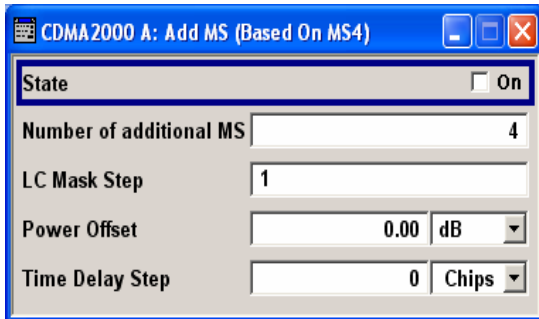 CDMA2000 A: Add MS (Based On MS4)
State On
Number of additional MS 4
LC Mask Step 1
Power Offset 0.00 dB
Time Delay Step 0 Chips